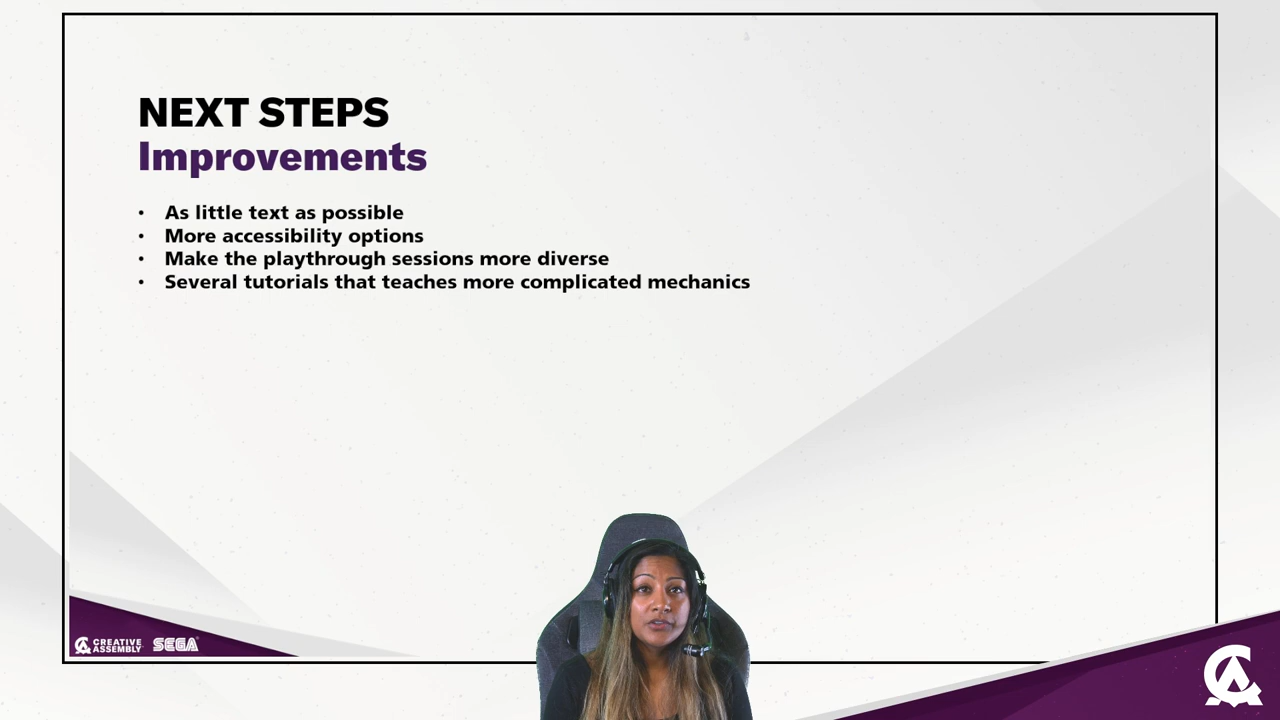 NEXT STEPS
Improvements
• As little text as possible
• More accessibility options
• Make the playthrough sessions more diverse
• Several tutorials that teaches more complicated mechanics
CREATIVE
ASSEMBLY
SEGA